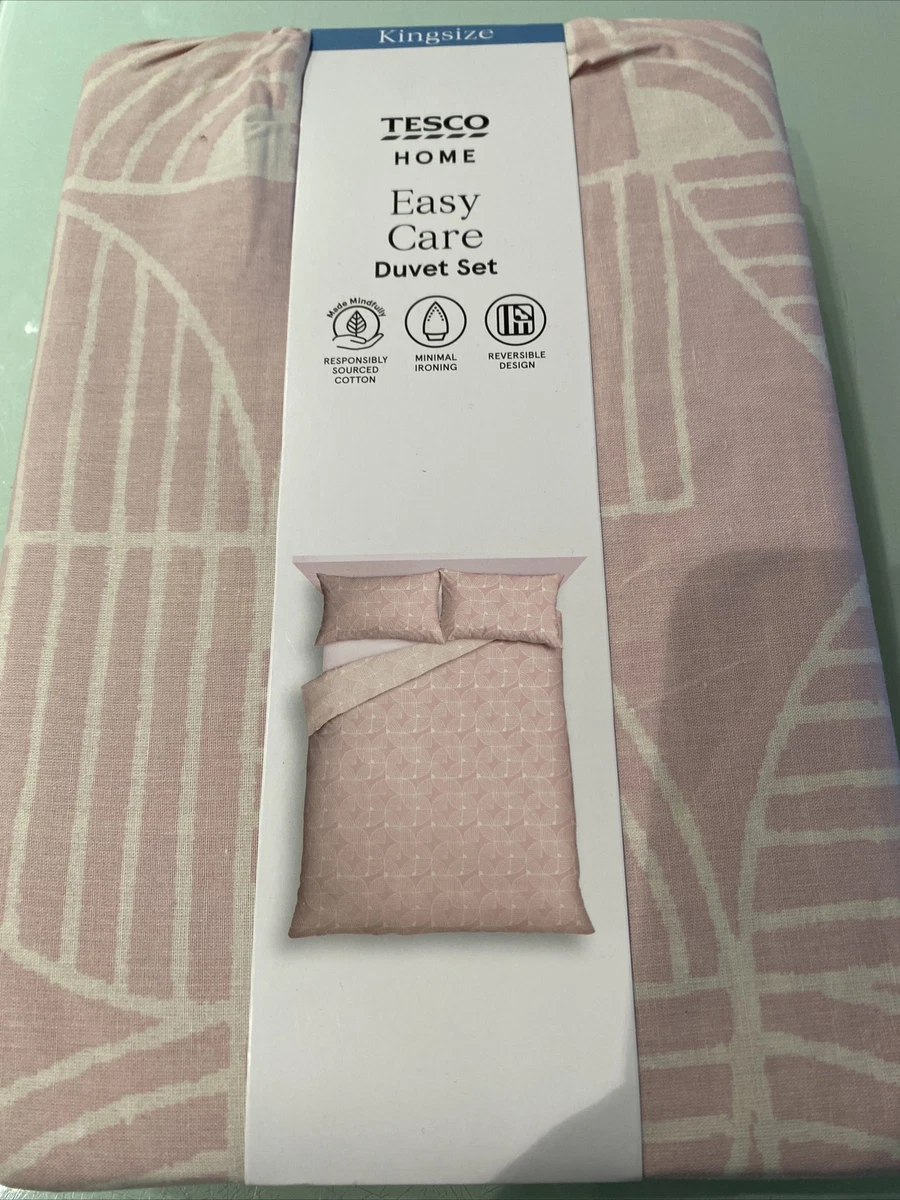 Kingsize
TESCO
HOME
Easy
Care
Duvet Set
Made Mindfully
RESPONSIBLY
SOURCED
COTTON
MINIMAL
IRONING
REVERSIBLE
DESIGN